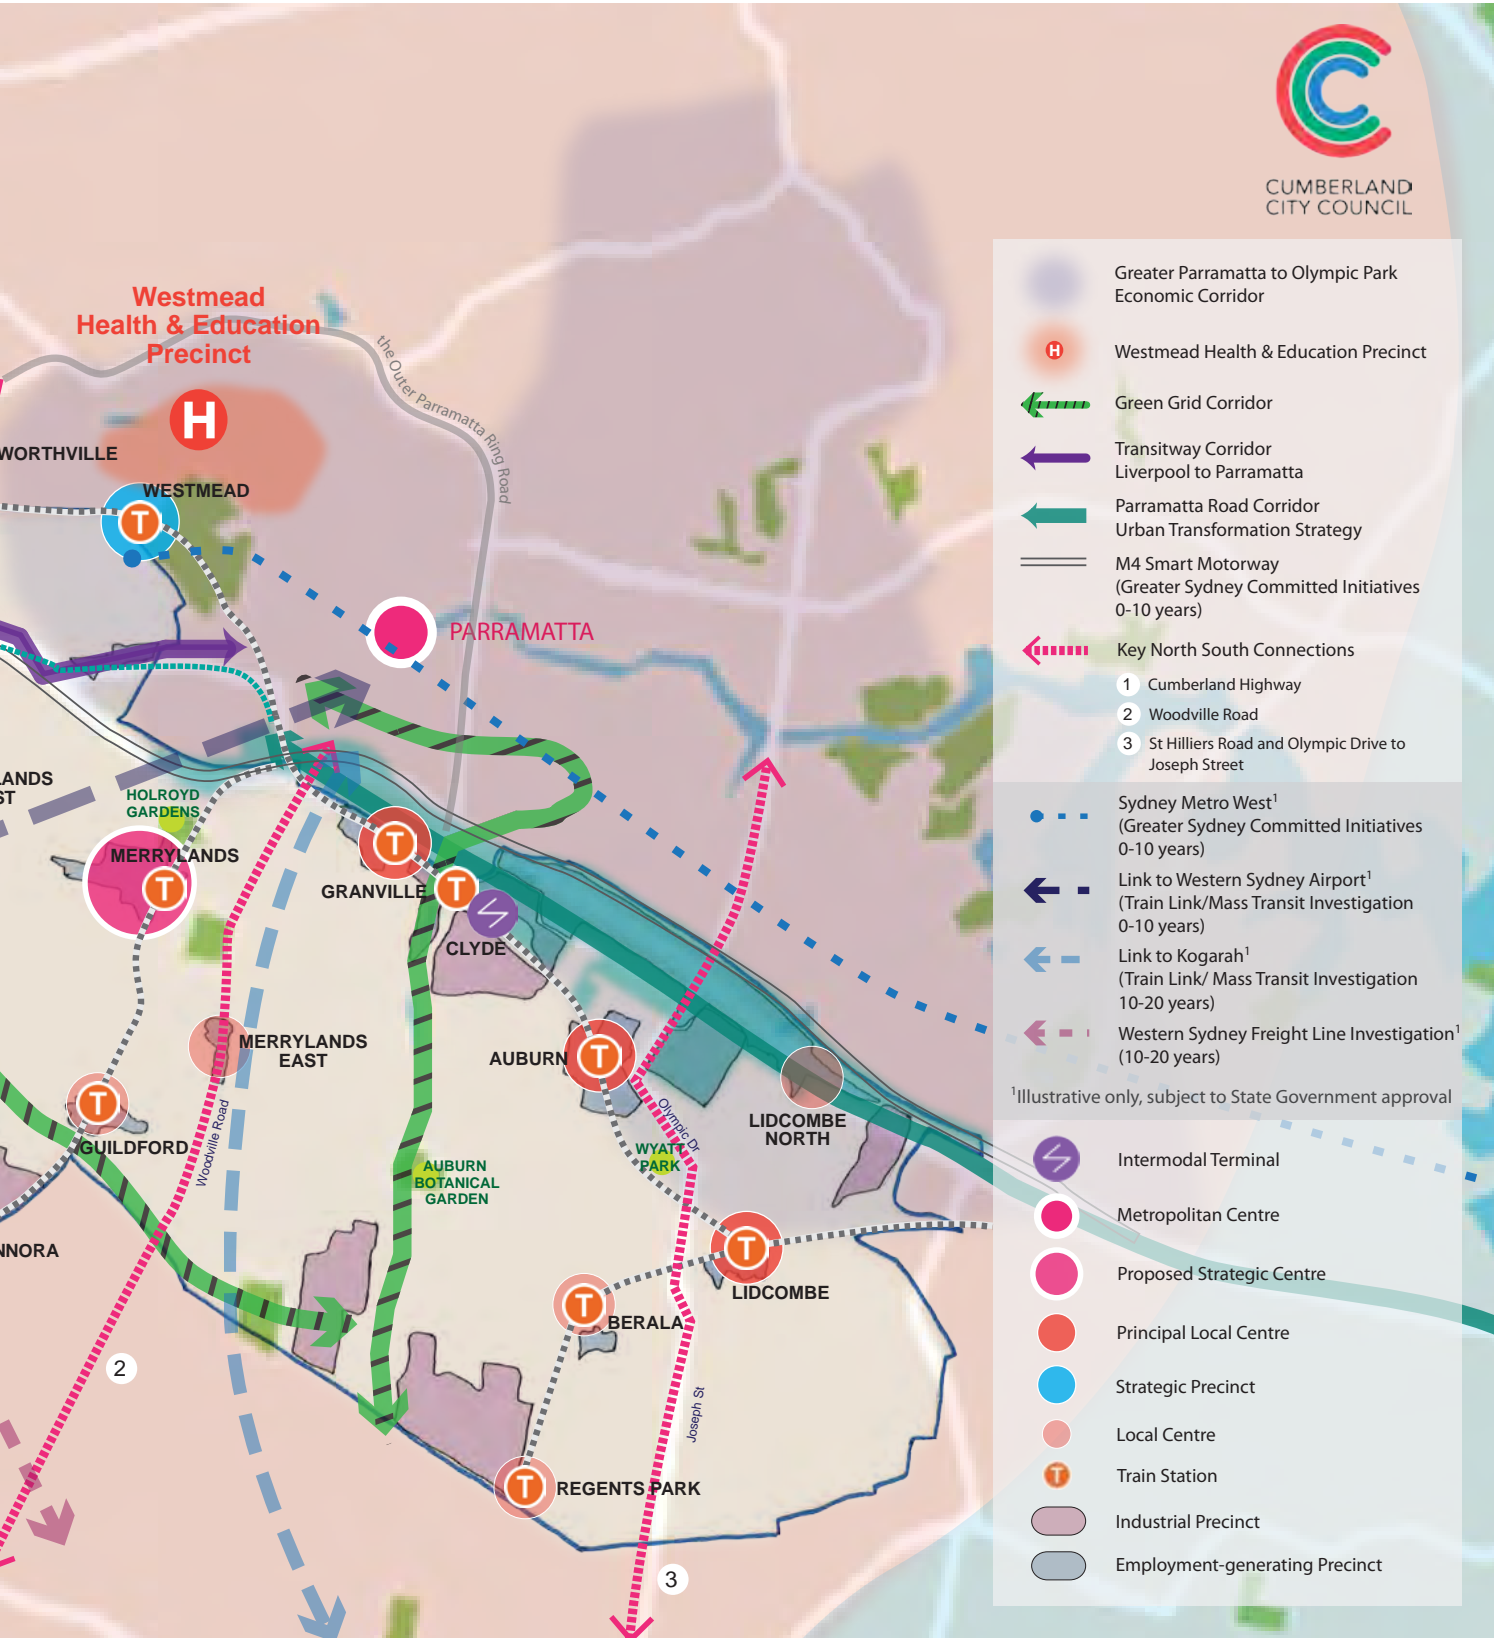 CUMBERLAND
CITY COUNCIL
Greater Parramatta to Olympic Park
Economic Corridor
H
Westmead Health & Education Precinct
Green Grid Corridor
Transitway Corridor
Liverpool to Parramatta
Parramatta Road Corridor
Urban Transformation Strategy
M4 Smart Motorway
(Greater Sydney Committed Initiatives
0-10 years)
Key North South Connections
1 Cumberland Highway
2 Woodville Road
3 St Hilliers Road and Olympic Drive to
Joseph Street
Sydney Metro West¹
(Greater Sydney Committed Initiatives
0-10 years)
Link to Western Sydney Airport¹
(Train Link/Mass Transit Investigation
0-10 years)
Link to Kogarah¹
(Train Link/ Mass Transit Investigation
10-20 years)
Western Sydney Freight Line Investigation¹
(10-20 years)
¹Illustrative only, subject to State Government approval
Intermodal Terminal
Metropolitan Centre
Proposed Strategic Centre
Principal Local Centre
Strategic Precinct
Local Centre
T Train Station
Industrial Precinct
Employment-generating Precinct
Westmead
Health & Education
Precinct
the Outer Parramatta Ring Road
H
WORTHVILLE
WESTMEAD
T
PARRAMATTA
LANDS
ST
HOLROYD
GARDENS
MERRYLANDS
T
T
GRANVILLE
T
CLYDE
MERRYLANDS
EAST
AUBURN
T
T
GUILDFORD
Woodville Road
Olympic Dr
LIDCOMBE
NORTH
WYATT
PARK
AUBURN
BOTANICAL
GARDEN
NNORA
T
LIDCOMBE
T
BERALA
2
Joseph St
T
REGENTS PARK
3